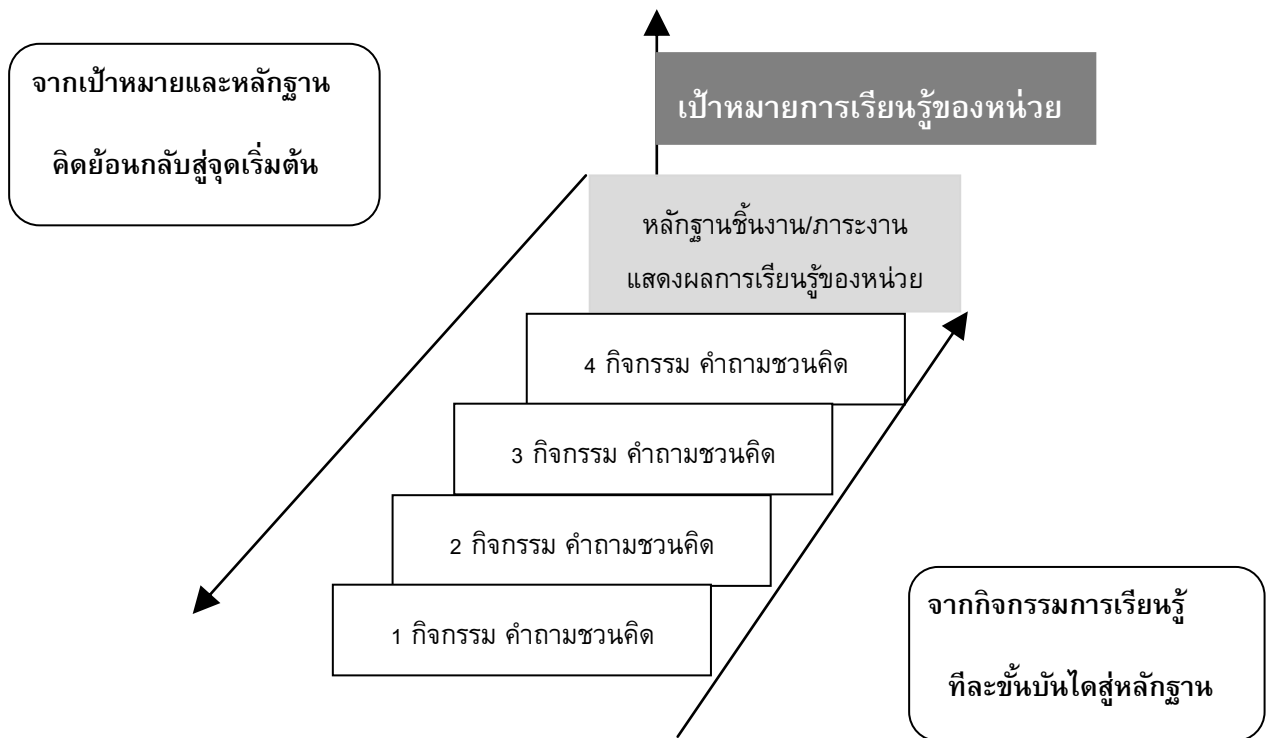 จากเป้าหมายและหลักฐาน
คิดย้อนกลับสู่จุดเริ่มต้น
เป้าหมายการเรียนรู้ของหน่วย
หลักฐานชิ้นงาน/ภาระงาน
แสดงผลการเรียนรู้ของหน่วย
4 กิจกรรม คำถามชวนคิด
3 กิจกรรม คำถามชวนคิด
2 กิจกรรม คำถามชวนคิด
1 กิจกรรม คำถามชวนคิด
จากกิจกรรมการเรียนรู้
ทีละขั้นบันไดสู่หลักฐาน